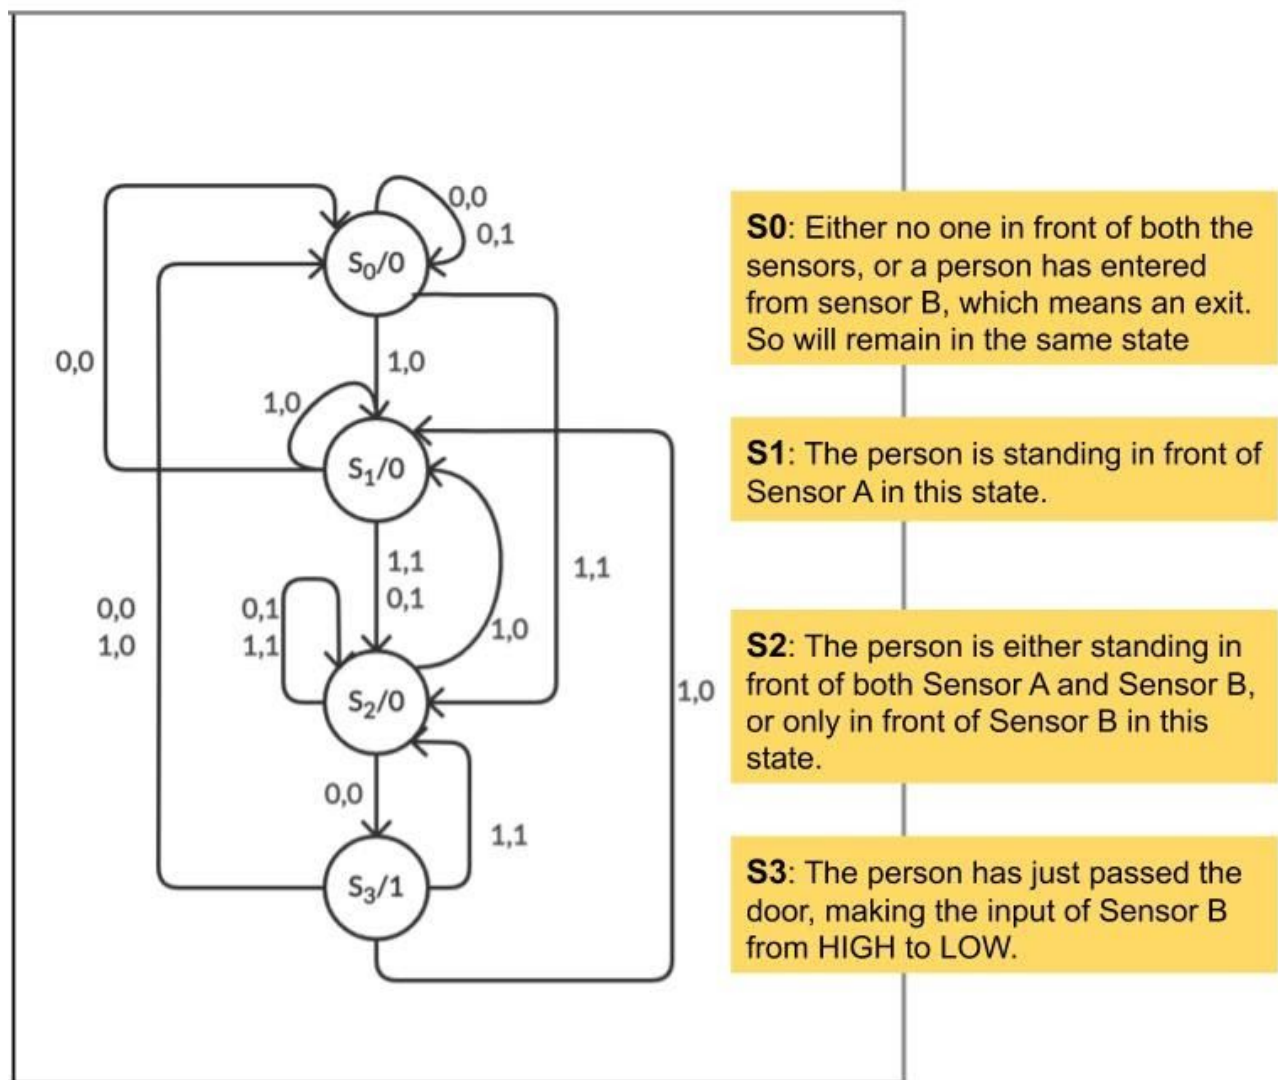 0,0
0,1
S0/0
0,0
1,0
1,0
S1/0
1,1
0,1
1,1
0,0
1,0
0,1
1,1
1,0
S2/0
1,0
0,0
1,1
S3/1
S0: Either no one in front of both the
sensors, or a person has entered
from sensor B, which means an exit.
So will remain in the same state
S1: The person is standing in front of
Sensor A in this state.
S2: The person is either standing in
front of both Sensor A and Sensor B,
or only in front of Sensor B in this
state.
S3: The person has just passed the
door, making the input of Sensor B
from HIGH to LOW.